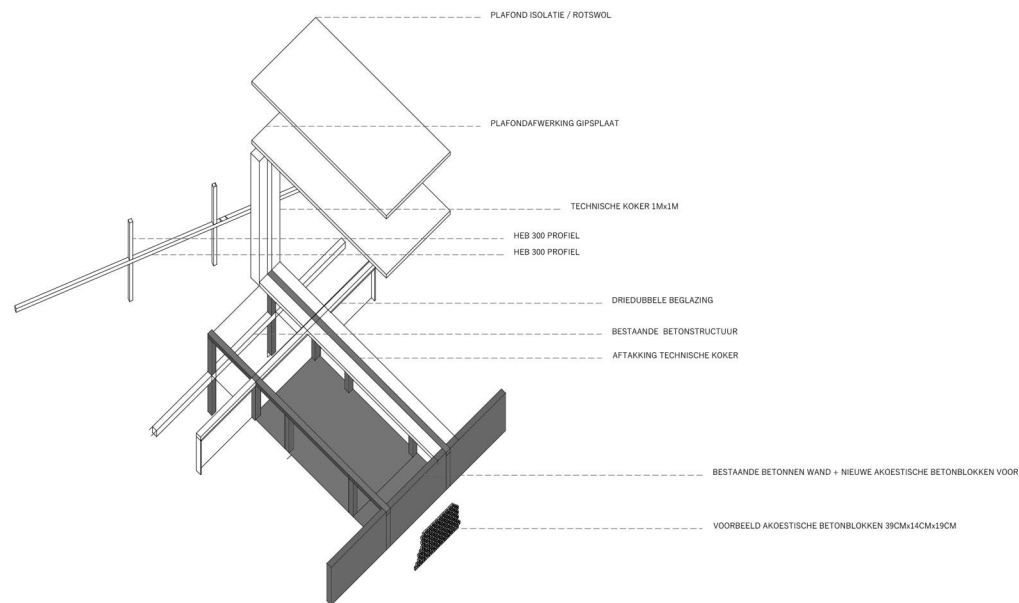 PLAFOND ISOLATIE / ROTSWOL
PLAFONDAFWERKING GIPSPLAAT
TECHNISCHE KOKER 1Mx1M
HEB 300 PROFIEL
HEB 300 PROFIEL
DRIEDUBBELE BEGLAZING
BESTAANDE BETONSTRUCTUUR
AFTAKKING TECHNISCHE KOKER
BESTAANDE BETONNEN WAND + NIEUWE AKOESTISCHE BETONBLOKKEN VOOR
VOORBEELD AKOESTISCHE BETONBLOKKEN 39CMx14CMx19CM